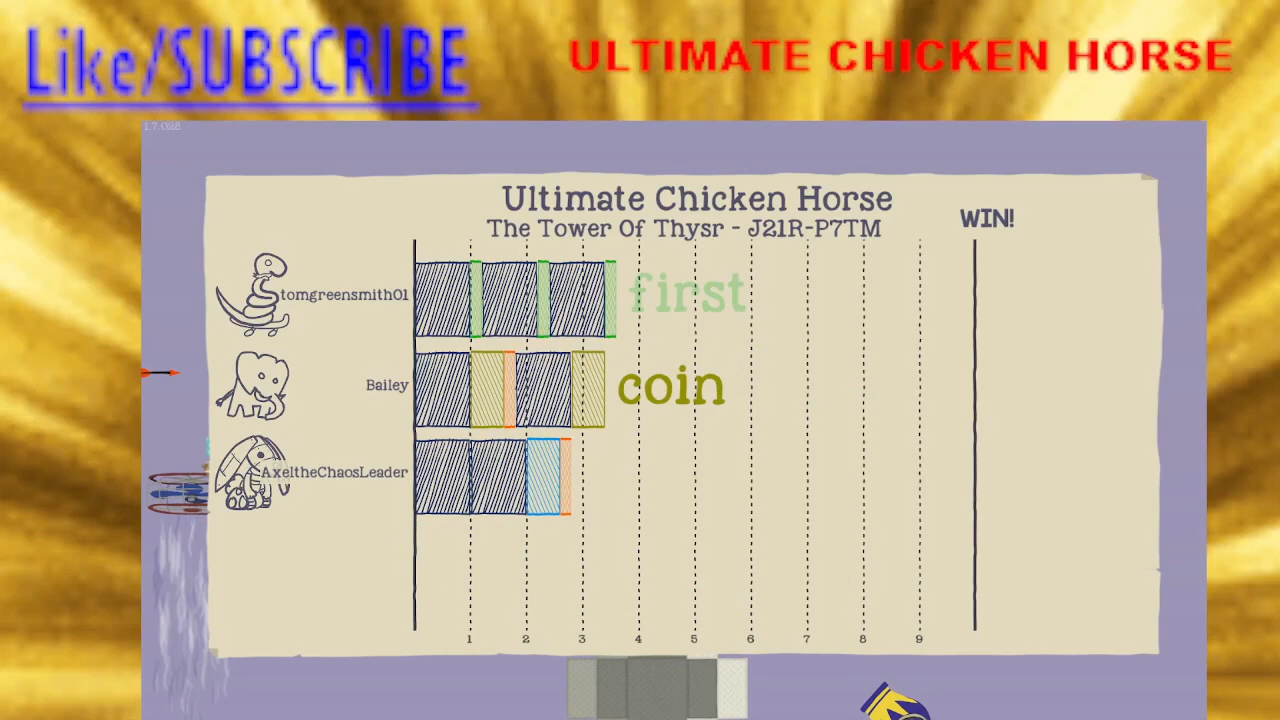 Like/SUBSCRIBE
ULTIMATE CHICKEN HORSE
Ultimate Chicken Horse
The Tower Of Thysr - J21R-P7TM
WIN!
tomgreensmith01
first
Bailey
coin
AxeltheChaosLeader
1 2 3 4 5 6 7 8 9